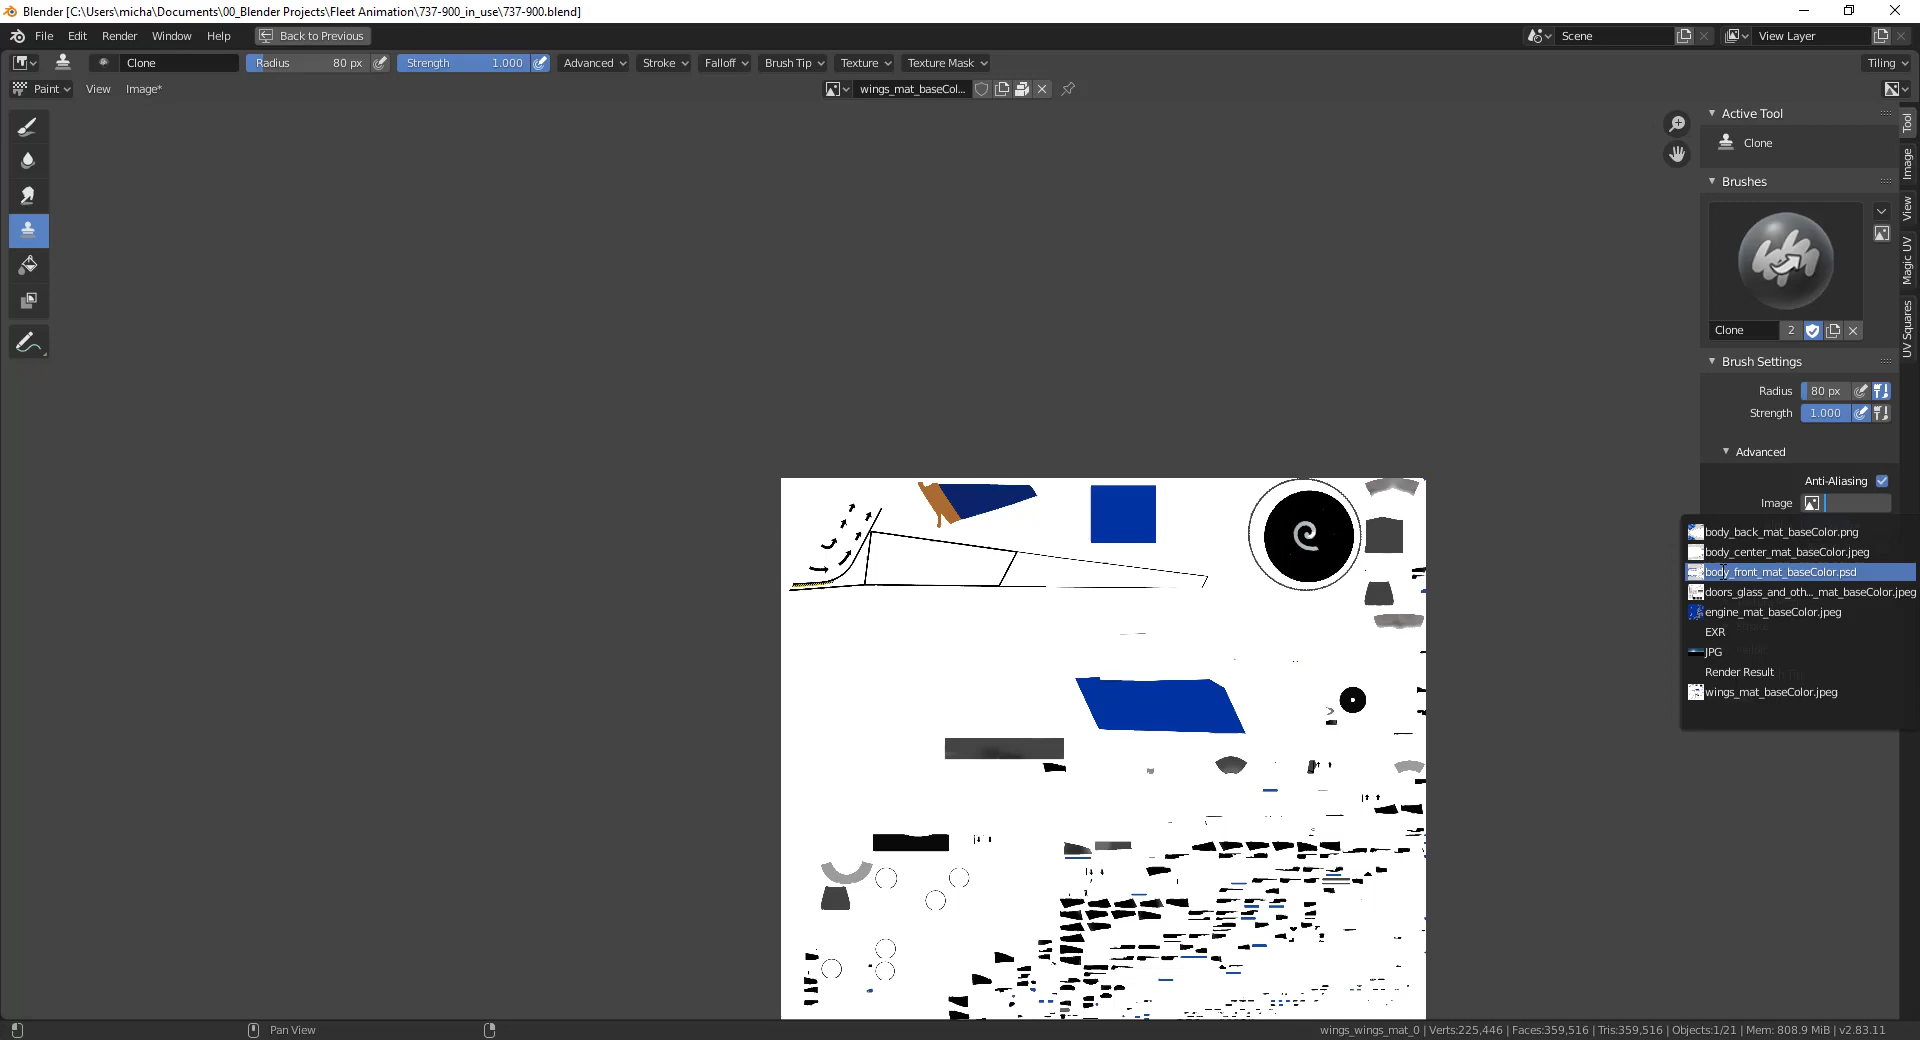 Blender [C:\Users\micha\Documents\00_Blender Projects\Fleet Animation\737-900_in_use\737-900.blend]
File Edit Render Window Help Back to Previous Scene View Layer
Clone Radius 80 px Strength 1.000 Advanced Stroke Falloff Brush Tip Texture Texture Mask Tiling
Paint View Image* wings_mat_baseCol...
Active Tool
Clone
Brushes
Clone 2
Brush Settings
Radius 80 px
Strength 1.000
Advanced
Anti-Aliasing
Image
body_back_mat_baseColor.png
body_center_mat_baseColor.jpeg
body_front_mat_baseColor.psd
doors_glass_and_oth..._mat_baseColor.jpeg
engine_mat_baseColor.jpeg
EXR
JPG
Render Result
wings_mat_baseColor.jpeg
Tool
Image
View
Magic UV
UV Squares
Pan View
wings_wings_mat_0 | Verts:225,446 | Faces:359,516 | Tris:359,516 | Objects:1/21 | Mem: 808.9 MiB | v2.83.11